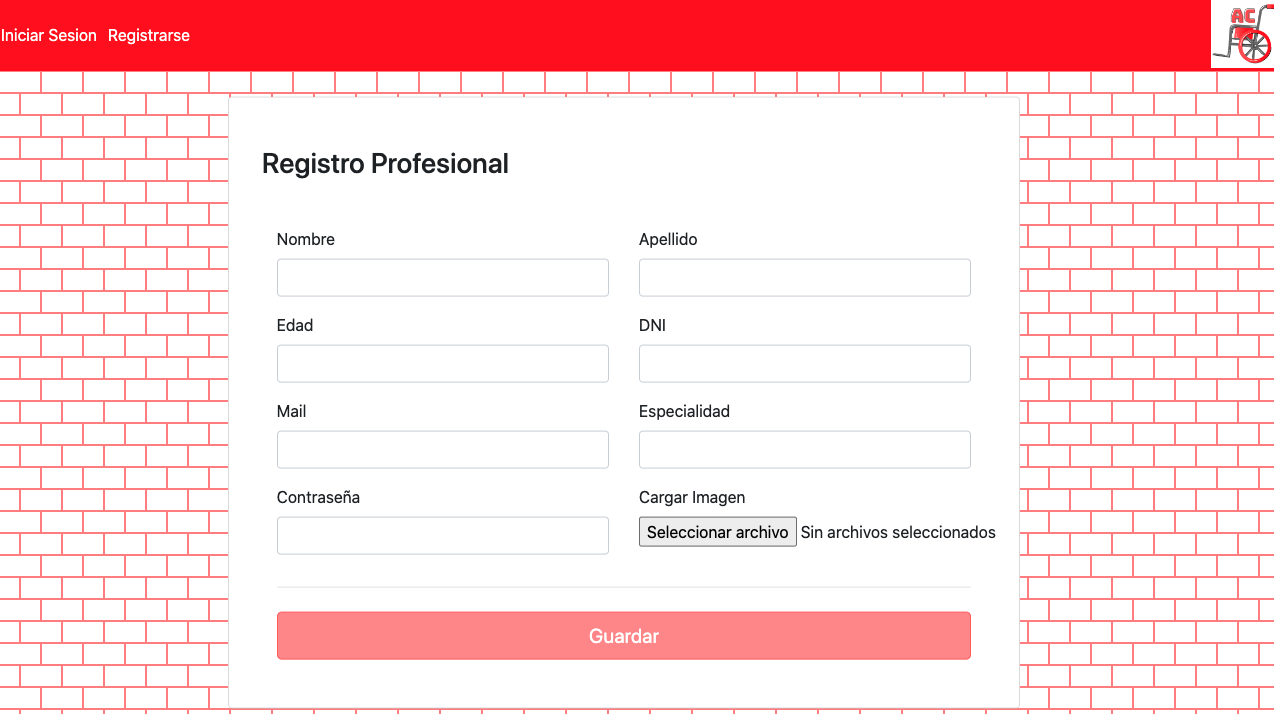 Iniciar Sesion Registrarse
AC
Registro Profesional
Nombre Apellido
Edad DNI
Mail Especialidad
Contraseña Cargar Imagen
Seleccionar archivo Sin archivos seleccionados
Guardar